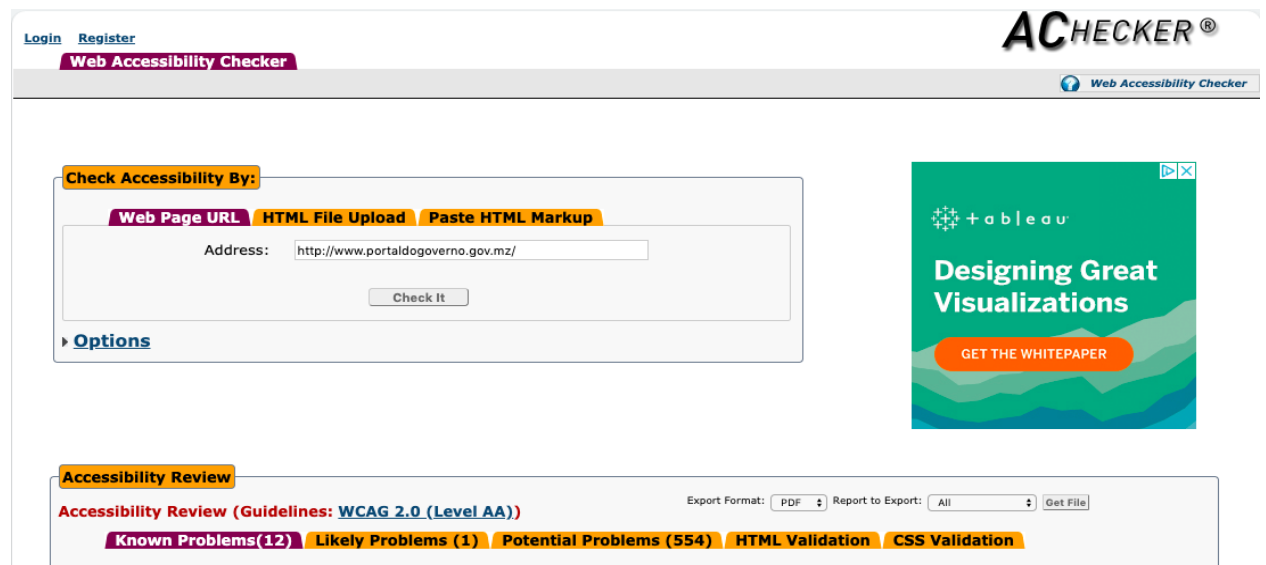 Login Register
ACHECKER ®
Web Accessibility Checker
Web Accessibility Checker
Check Accessibility By:
Web Page URL HTML File Upload Paste HTML Markup
Address: http://www.portaldogoverno.gov.mz/
Check It
Options
+ableau
Designing Great
Visualizations
GET THE WHITEPAPER
Accessibility Review
Export Format: PDF Report to Export: All Get File
Accessibility Review (Guidelines: WCAG 2.0 (Level AA))
Known Problems(12) Likely Problems (1) Potential Problems (554) HTML Validation CSS Validation